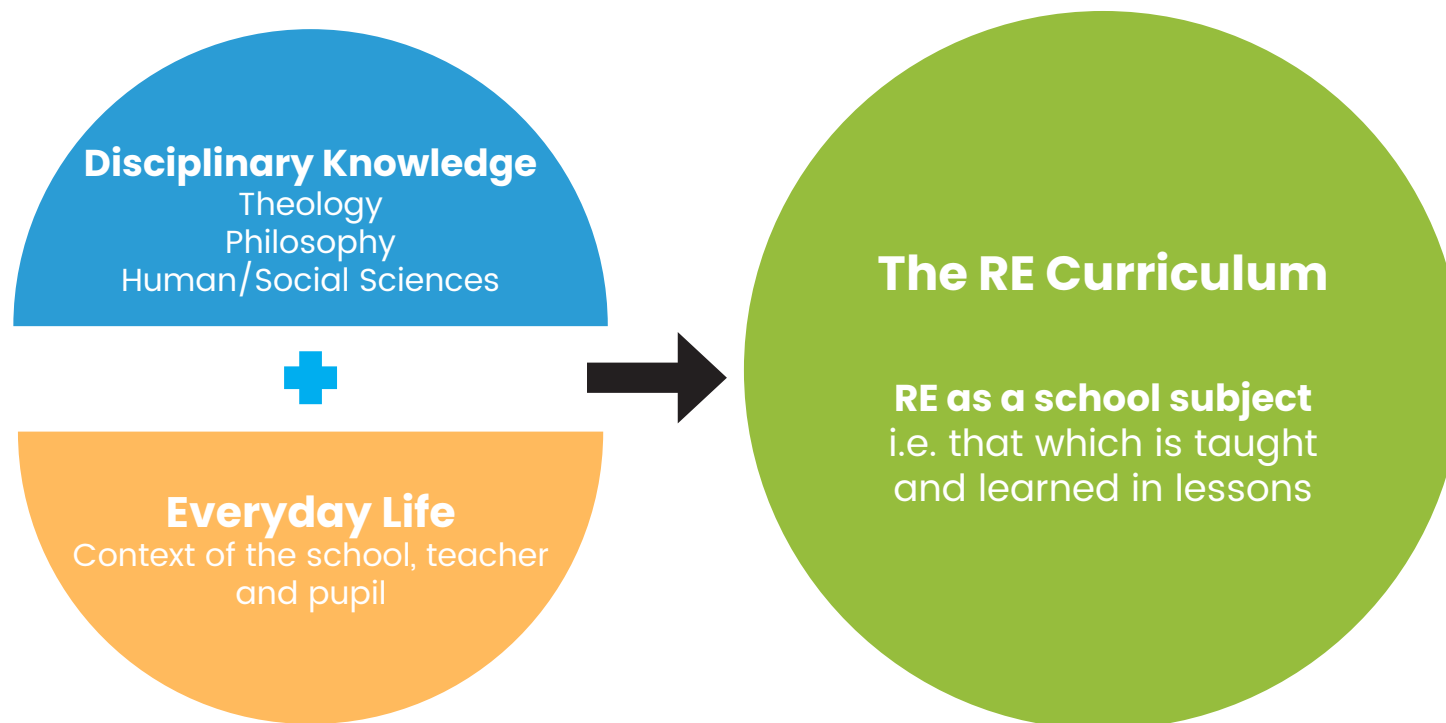 Disciplinary Knowledge
Theology
Philosophy
Human/Social Sciences
Everyday Life
Context of the school, teacher
and pupil
The RE Curriculum
RE as a school subject
i.e. that which is taught
and learned in lessons